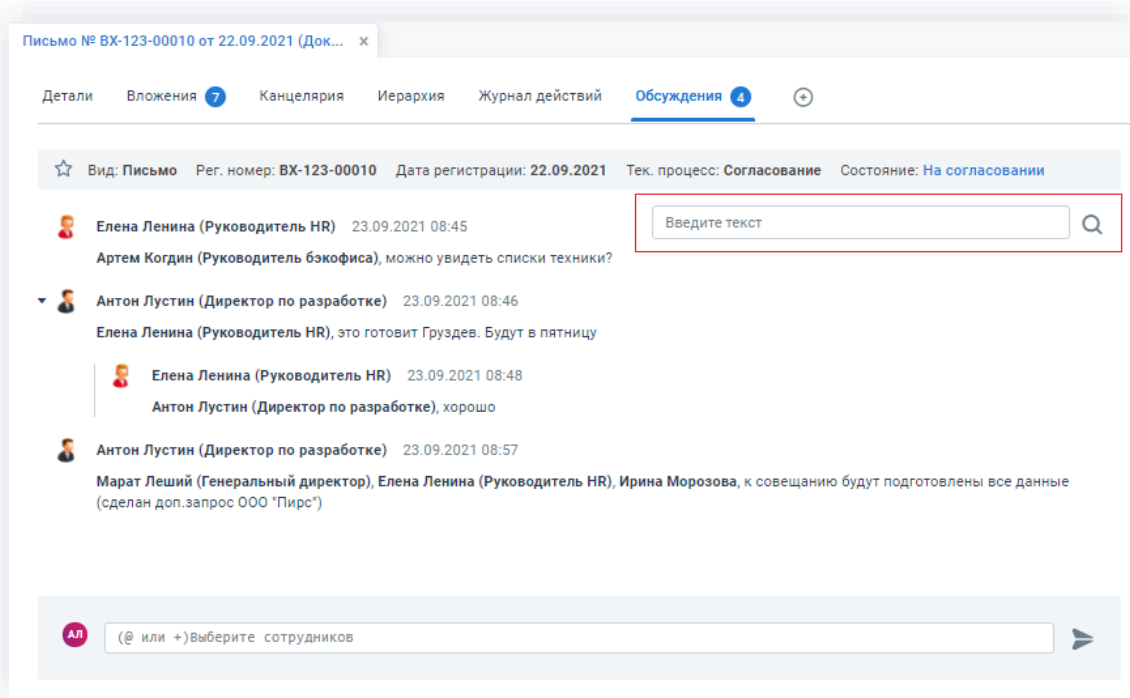 Письмо № ВХ-123-00010 от 22.09.2021 (Док... ×
Детали Вложения 7 Канцелярия Иерархия Журнал действий Обсуждения 4
Вид: Письмо Рег. номер: ВХ-123-00010 Дата регистрации: 22.09.2021 Тек. процесс: Согласование Состояние: На согласовании
Введите текст
Елена Ленина (Руководитель HR) 23.09.2021 08:45
Артем Когдин (Руководитель бэкофиса), можно увидеть списки техники?
Антон Лустин (Директор по разработке) 23.09.2021 08:46
Елена Ленина (Руководитель HR), это готовит Груздев. Будут в пятницу
Елена Ленина (Руководитель HR) 23.09.2021 08:48
Антон Лустин (Директор по разработке), хорошо
Антон Лустин (Директор по разработке) 23.09.2021 08:57
Марат Леший (Генеральный директор), Елена Ленина (Руководитель HR), Ирина Морозова, к совещанию будут подготовлены все данные
(сделан доп.запрос ООО "Пирс")
АЛ (@ или +)Выберите сотрудников